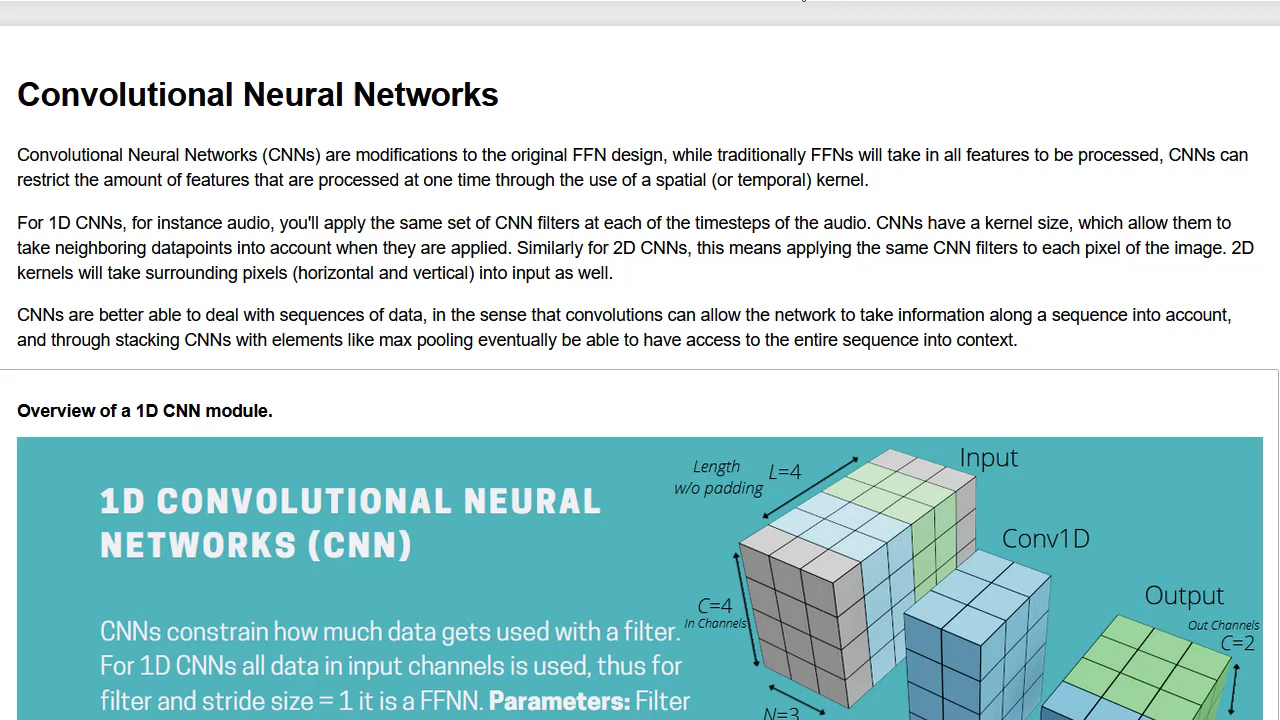 Convolutional Neural Networks
Convolutional Neural Networks (CNNs) are modifications to the original FFN design, while traditionally FFNs will take in all features to be processed, CNNs can
restrict the amount of features that are processed at one time through the use of a spatial (or temporal) kernel.
For 1D CNNs, for instance audio, you'll apply the same set of CNN filters at each of the timesteps of the audio. CNNs have a kernel size, which allow them to
take neighboring datapoints into account when they are applied. Similarly for 2D CNNs, this means applying the same CNN filters to each pixel of the image. 2D
kernels will take surrounding pixels (horizontal and vertical) into input as well.
CNNs are better able to deal with sequences of data, in the sense that convolutions can allow the network to take information along a sequence into account,
and through stacking CNNs with elements like max pooling eventually be able to have access to the entire sequence into context.
Overview of a 1D CNN module.
1D CONVOLUTIONAL NEURAL
NETWORKS (CNN)
CNNs constrain how much data gets used with a filter.
For 1D CNNs all data in input channels is used, thus for
filter and stride size = 1 it is a FFNN. Parameters: Filter
Length
w/o padding
L=4
Input
Conv1D
C=4
In Channels
N=3
Output
Out Channels
C=2